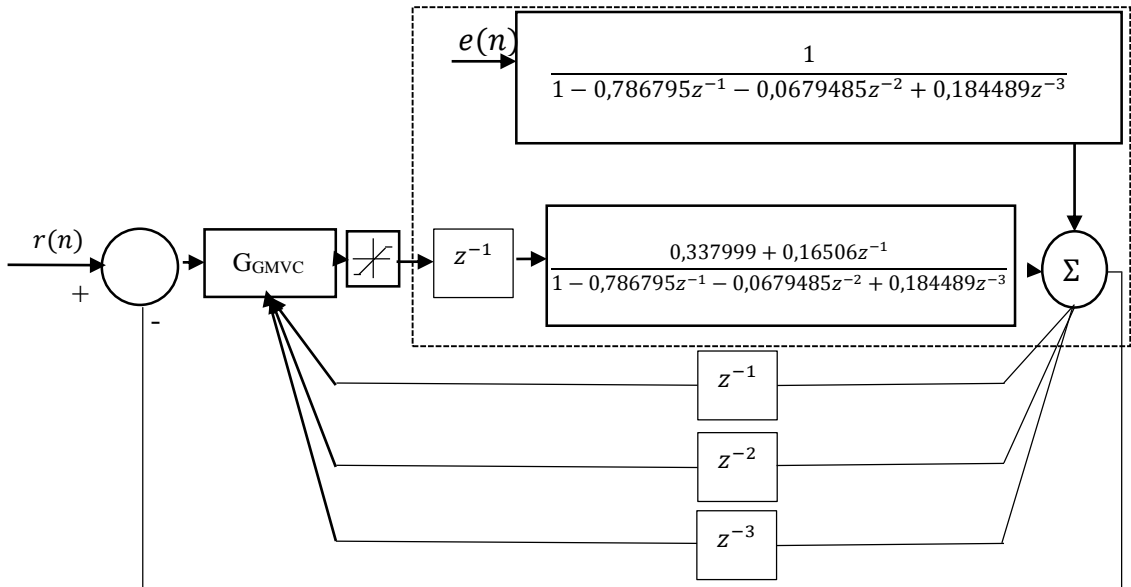 e(n)
1
1 − 0,786795z⁻¹ − 0,0679485z⁻² + 0,184489z⁻³
r(n)
+
-
G_GMVC
z⁻¹
0,337999 + 0,16506z⁻¹
1 − 0,786795z⁻¹ − 0,0679485z⁻² + 0,184489z⁻³
Σ
z⁻¹
z⁻²
z⁻³